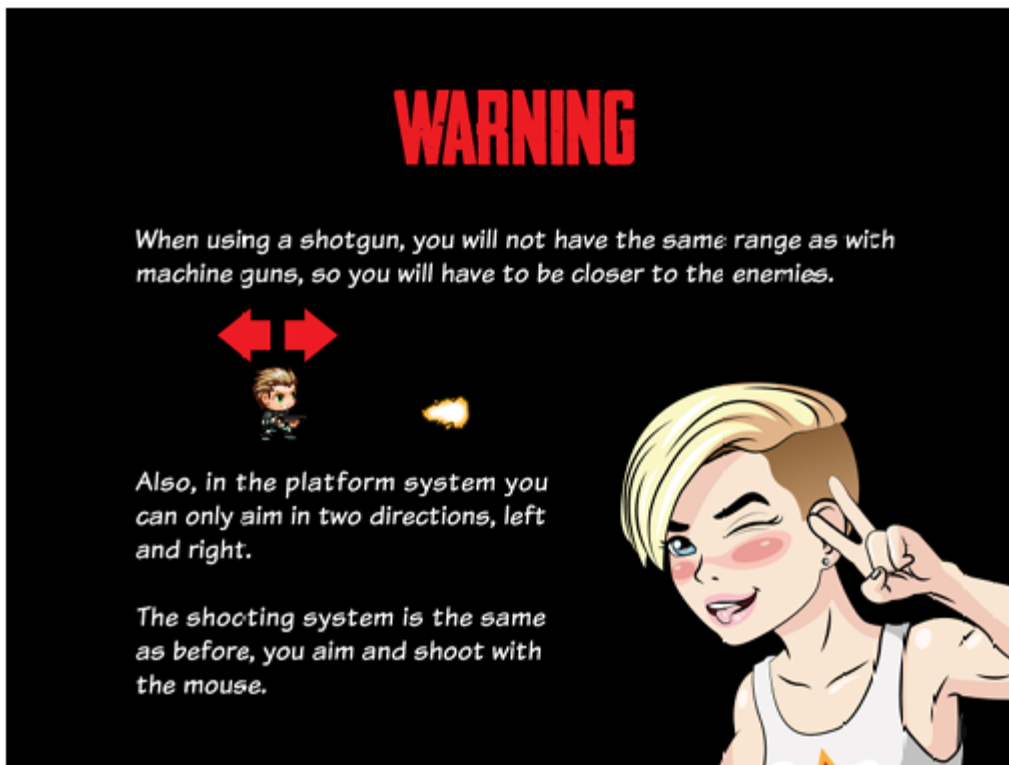 WARNING
When using a shotgun, you will not have the same range as with
machine guns, so you will have to be closer to the enemies.
Also, in the platform system you
can only aim in two directions, left
and right.
The shooting system is the same
as before, you aim and shoot with
the mouse.